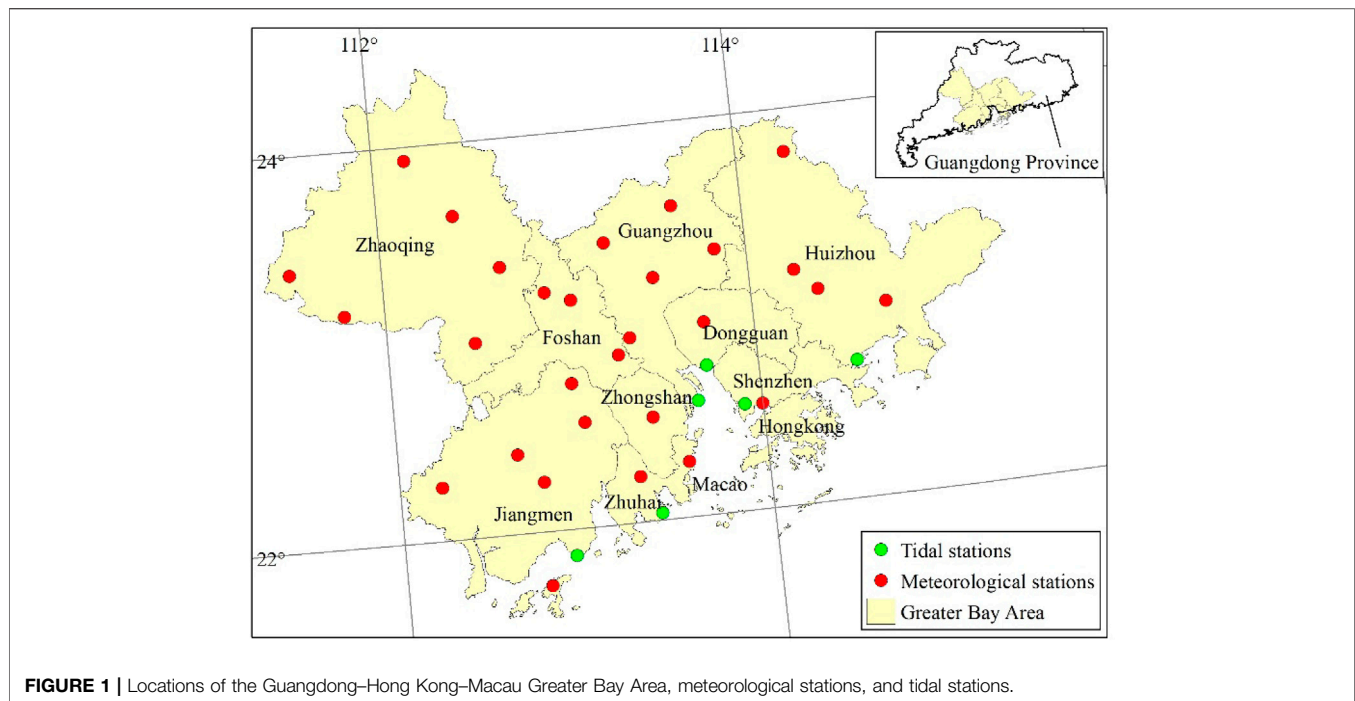 112°
114°
24°
Guangdong Province
Guangzhou
Zhaoqing
Huizhou
Foshan
Dongguan
Shenzhen
Zhongshan
Hongkong
Macao
Zhuhai
Jiangmen
22°
Tidal stations
Meteorological stations
Greater Bay Area
FIGURE 1 | Locations of the Guangdong–Hong Kong–Macau Greater Bay Area, meteorological stations, and tidal stations.